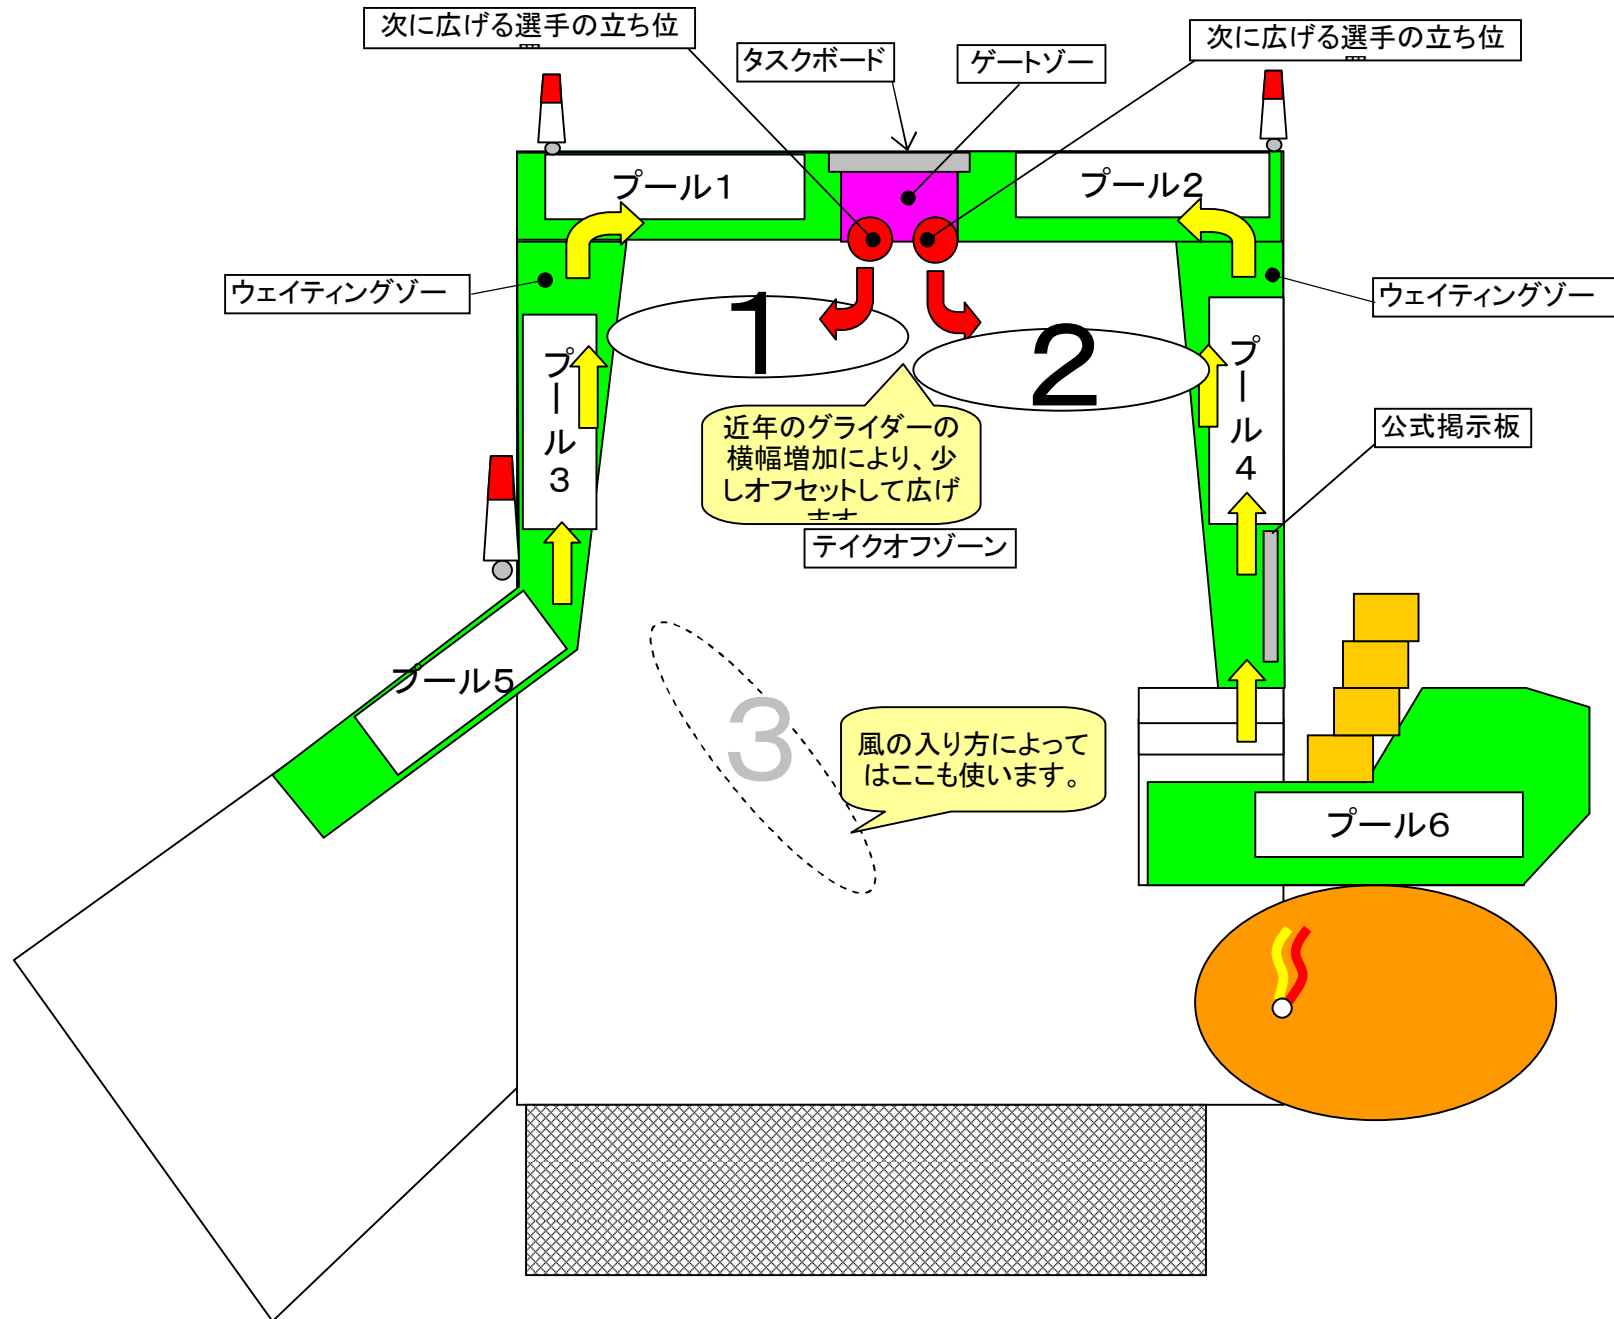 次に広げる選手の立ち位
タスクボード
ゲートゾー
次に広げる選手の立ち位
プール1
プール2
ウェイティングゾー
ウェイティングゾー
1
2
プール3
プール4
近年のグライダーの
横幅増加により、少
しオフセットして広げ
ます
公式掲示板
テイクオフゾーン
プール5
3
風の入り方によって
はここも使います。
プール6